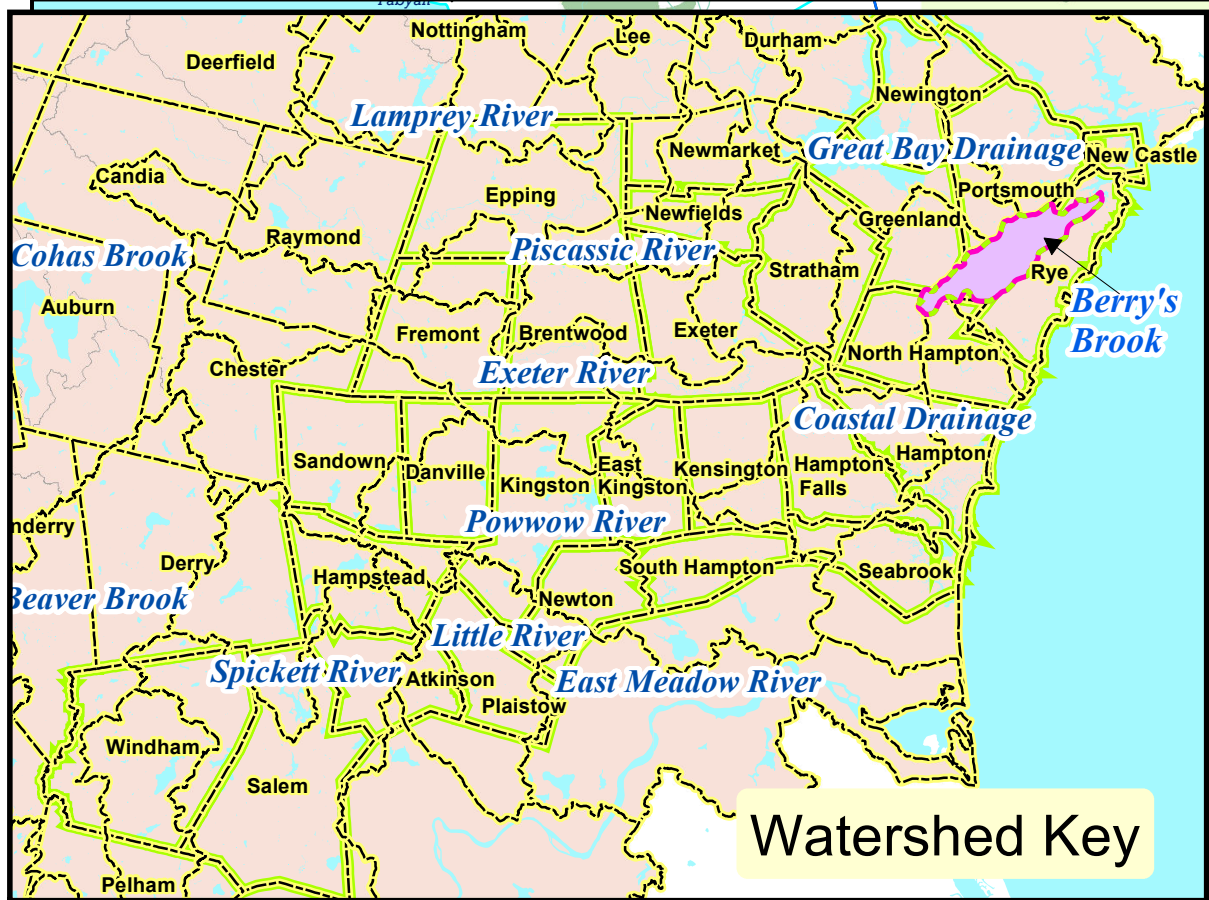 Nottingham
Lee
Durham
Deerfield
Newington
Lamprey River
Newmarket
Great Bay Drainage
New Castle
Candia
Epping
Portsmouth
Newfields
Greenland
Raymond
Cohas Brook
Piscassic River
Stratham
Rye
Auburn
Berry's
Brook
Fremont
Brentwood
Exeter
North Hampton
Chester
Exeter River
Coastal Drainage
Sandown
Danville
Kingston
East
Kingston
Kensington
Hampton
Falls
Hampton
Powwow River
nderry
Derry
Hampstead
South Hampton
Seabrook
Beaver Brook
Newton
Little River
Spickett River
Atkinson
East Meadow River
Plaistow
Windham
Salem
Watershed Key
Pelham